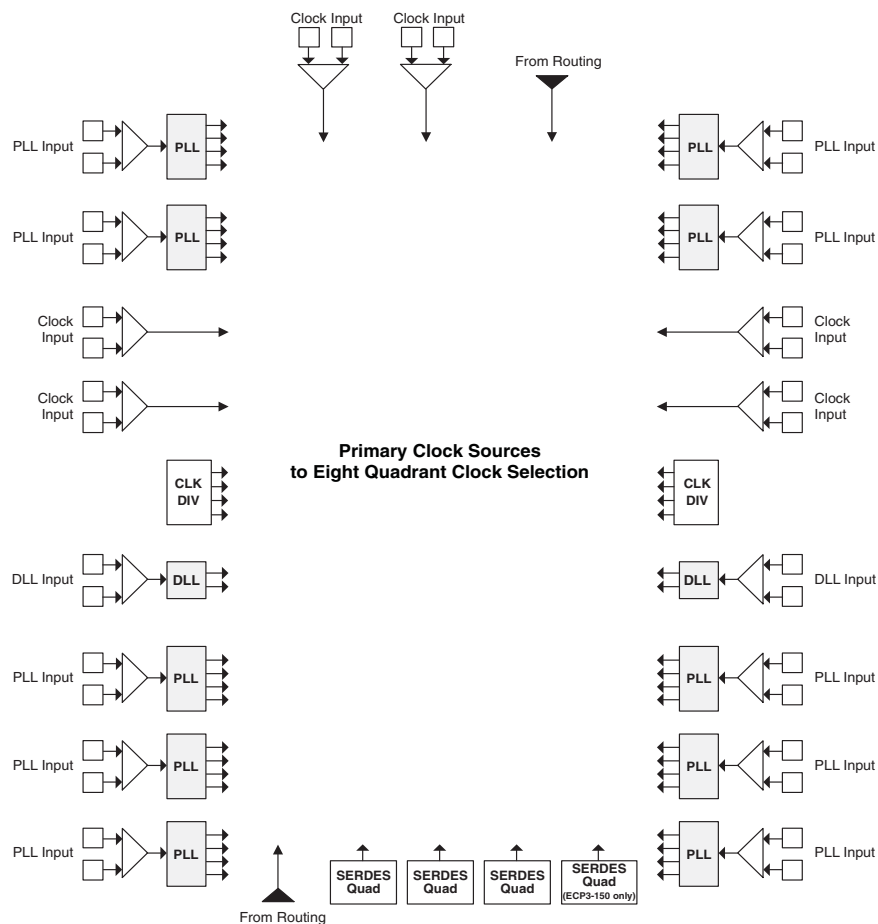 Clock Input
Clock Input
From Routing
PLL Input
PLL
PLL
PLL Input
PLL Input
PLL
PLL
PLL Input
Clock
Input
Clock
Input
Clock
Input
Clock
Input
Primary Clock Sources
to Eight Quadrant Clock Selection
CLK
DIV
CLK
DIV
DLL Input
DLL
DLL
DLL Input
PLL Input
PLL
PLL
PLL Input
PLL Input
PLL
PLL
PLL Input
PLL Input
PLL
PLL
PLL Input
SERDES
Quad
SERDES
Quad
SERDES
Quad
SERDES
Quad
(ECP3-150 only)
From Routing